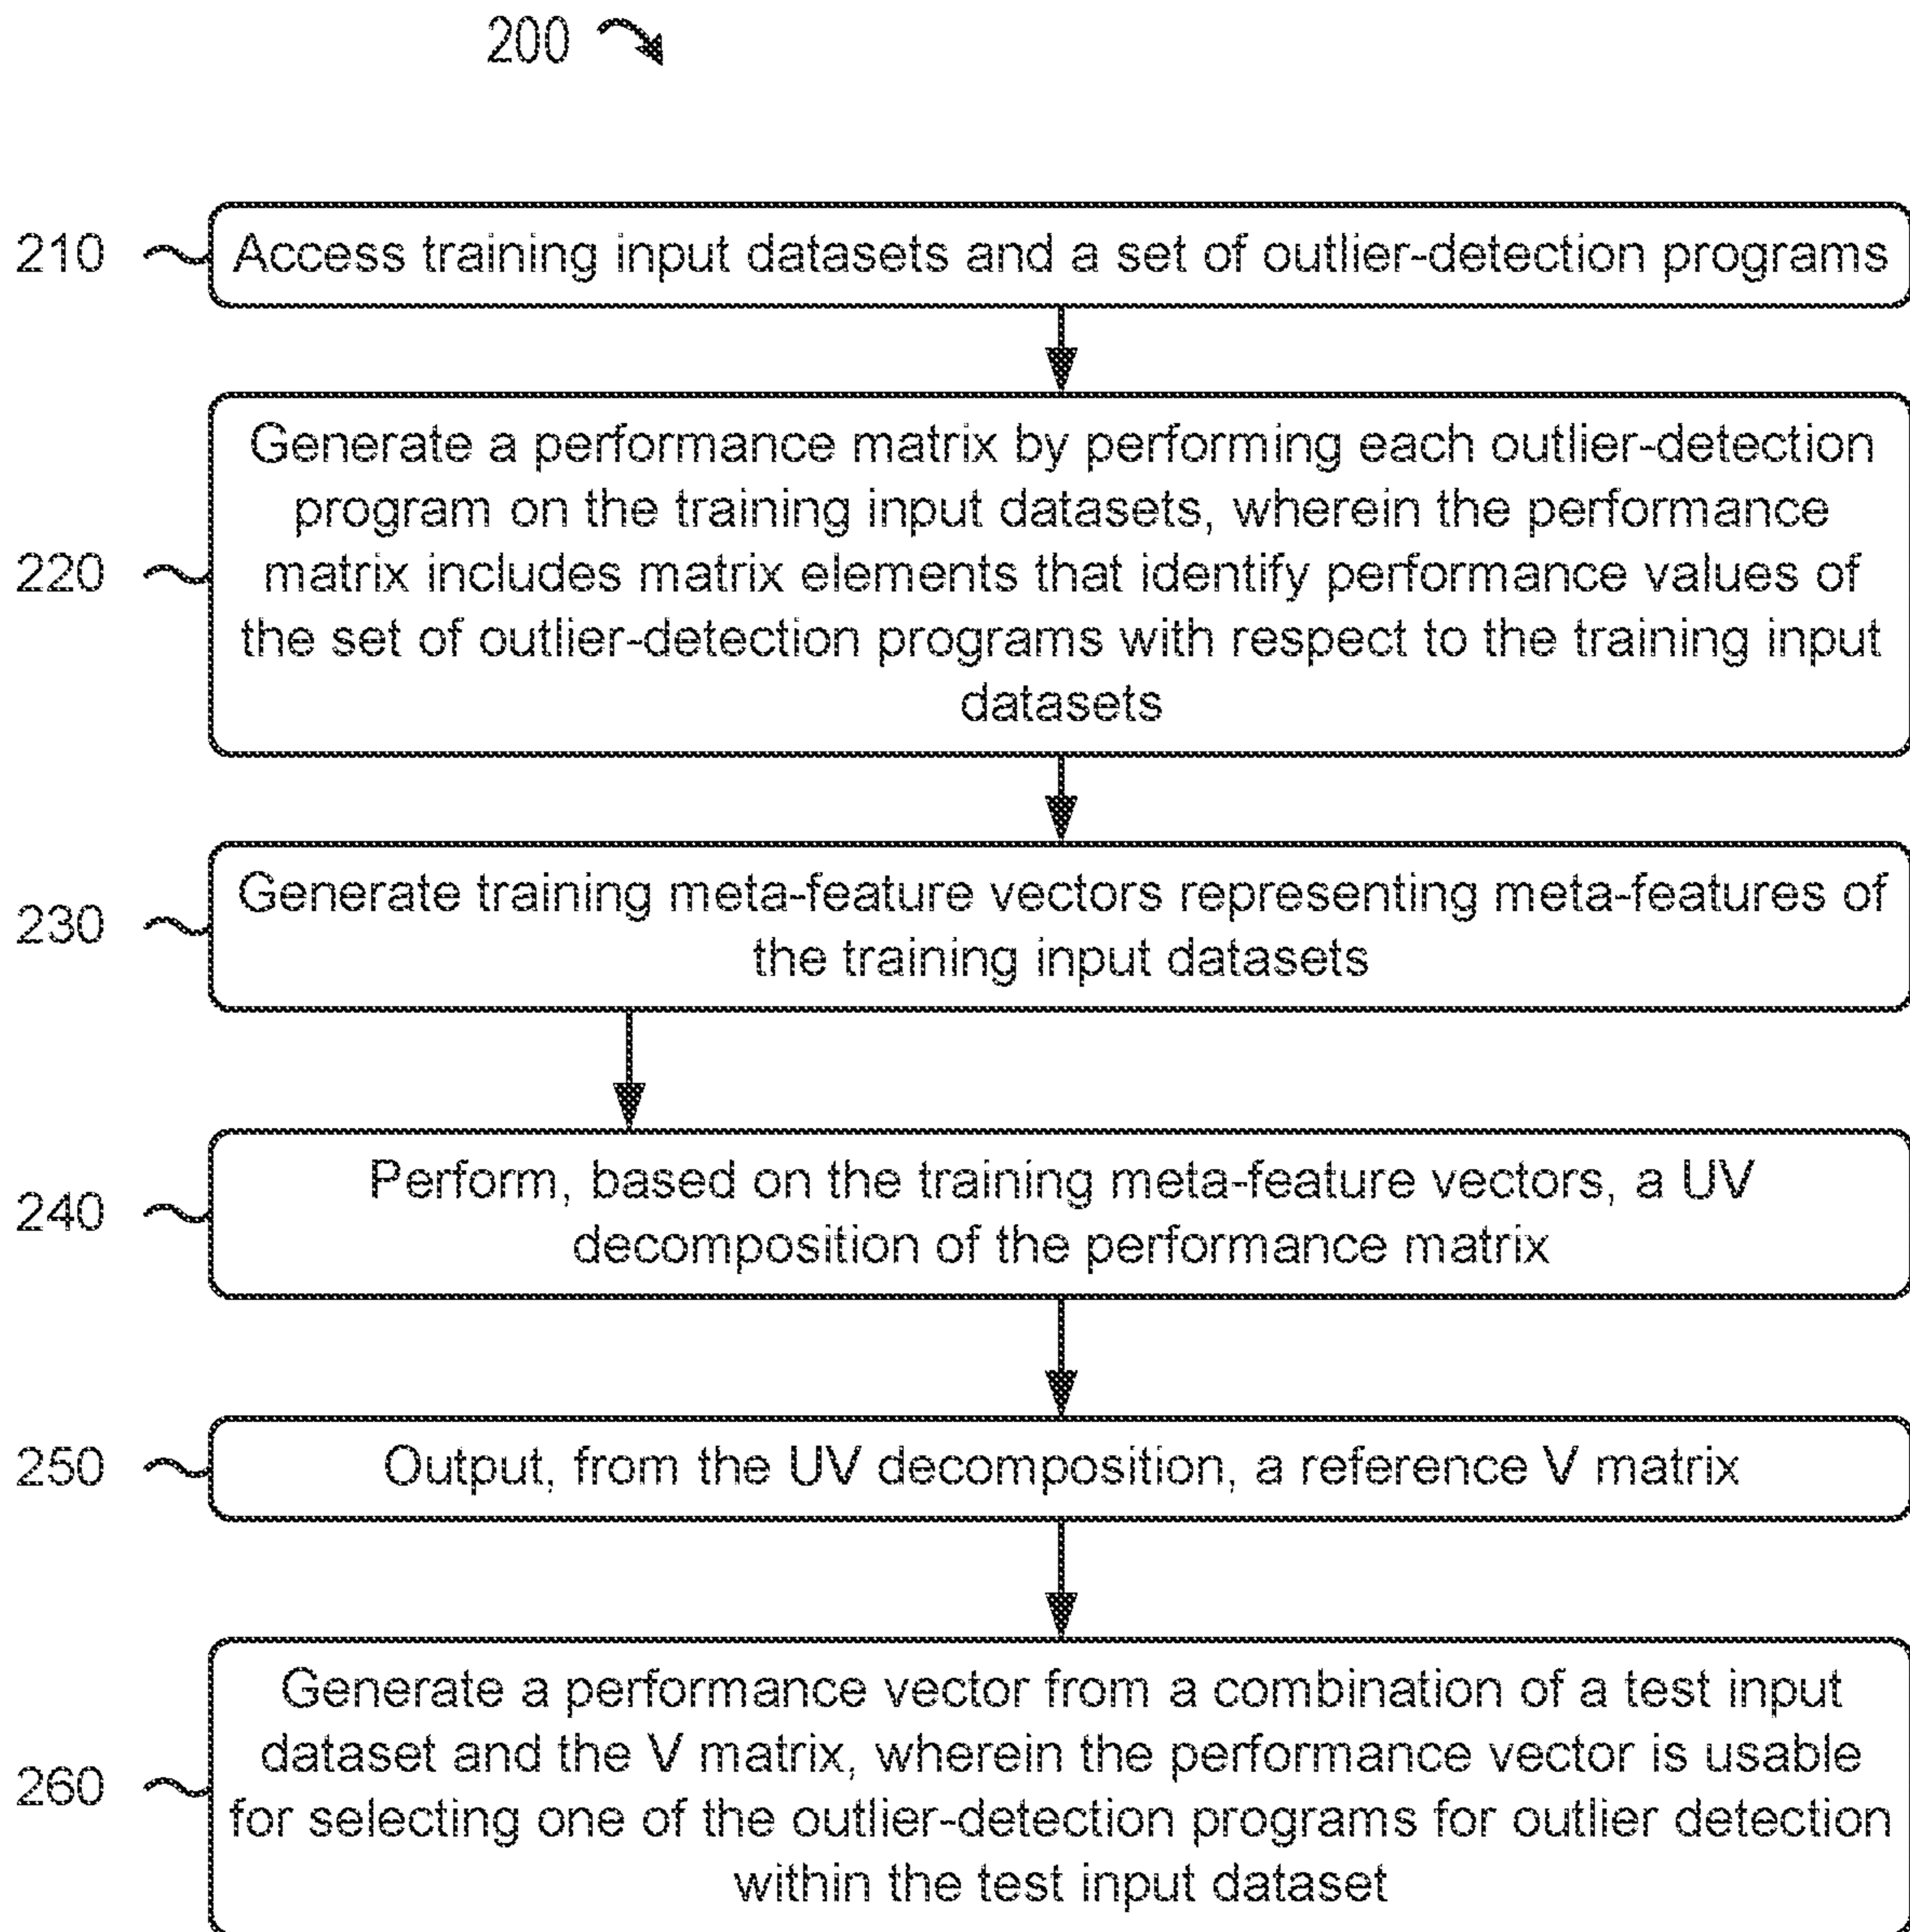 200
210
Access training input datasets and a set of outlier-detection programs
220
Generate a performance matrix by performing each outlier-detection
program on the training input datasets, wherein the performance
matrix includes matrix elements that identify performance values of
the set of outlier-detection programs with respect to the training input
datasets
230
Generate training meta-feature vectors representing meta-features of
the training input datasets
240
Perform, based on the training meta-feature vectors, a UV
decomposition of the performance matrix
250
Output, from the UV decomposition, a reference V matrix
260
Generate a performance vector from a combination of a test input
dataset and the V matrix, wherein the performance vector is usable
for selecting one of the outlier-detection programs for outlier detection
within the test input dataset